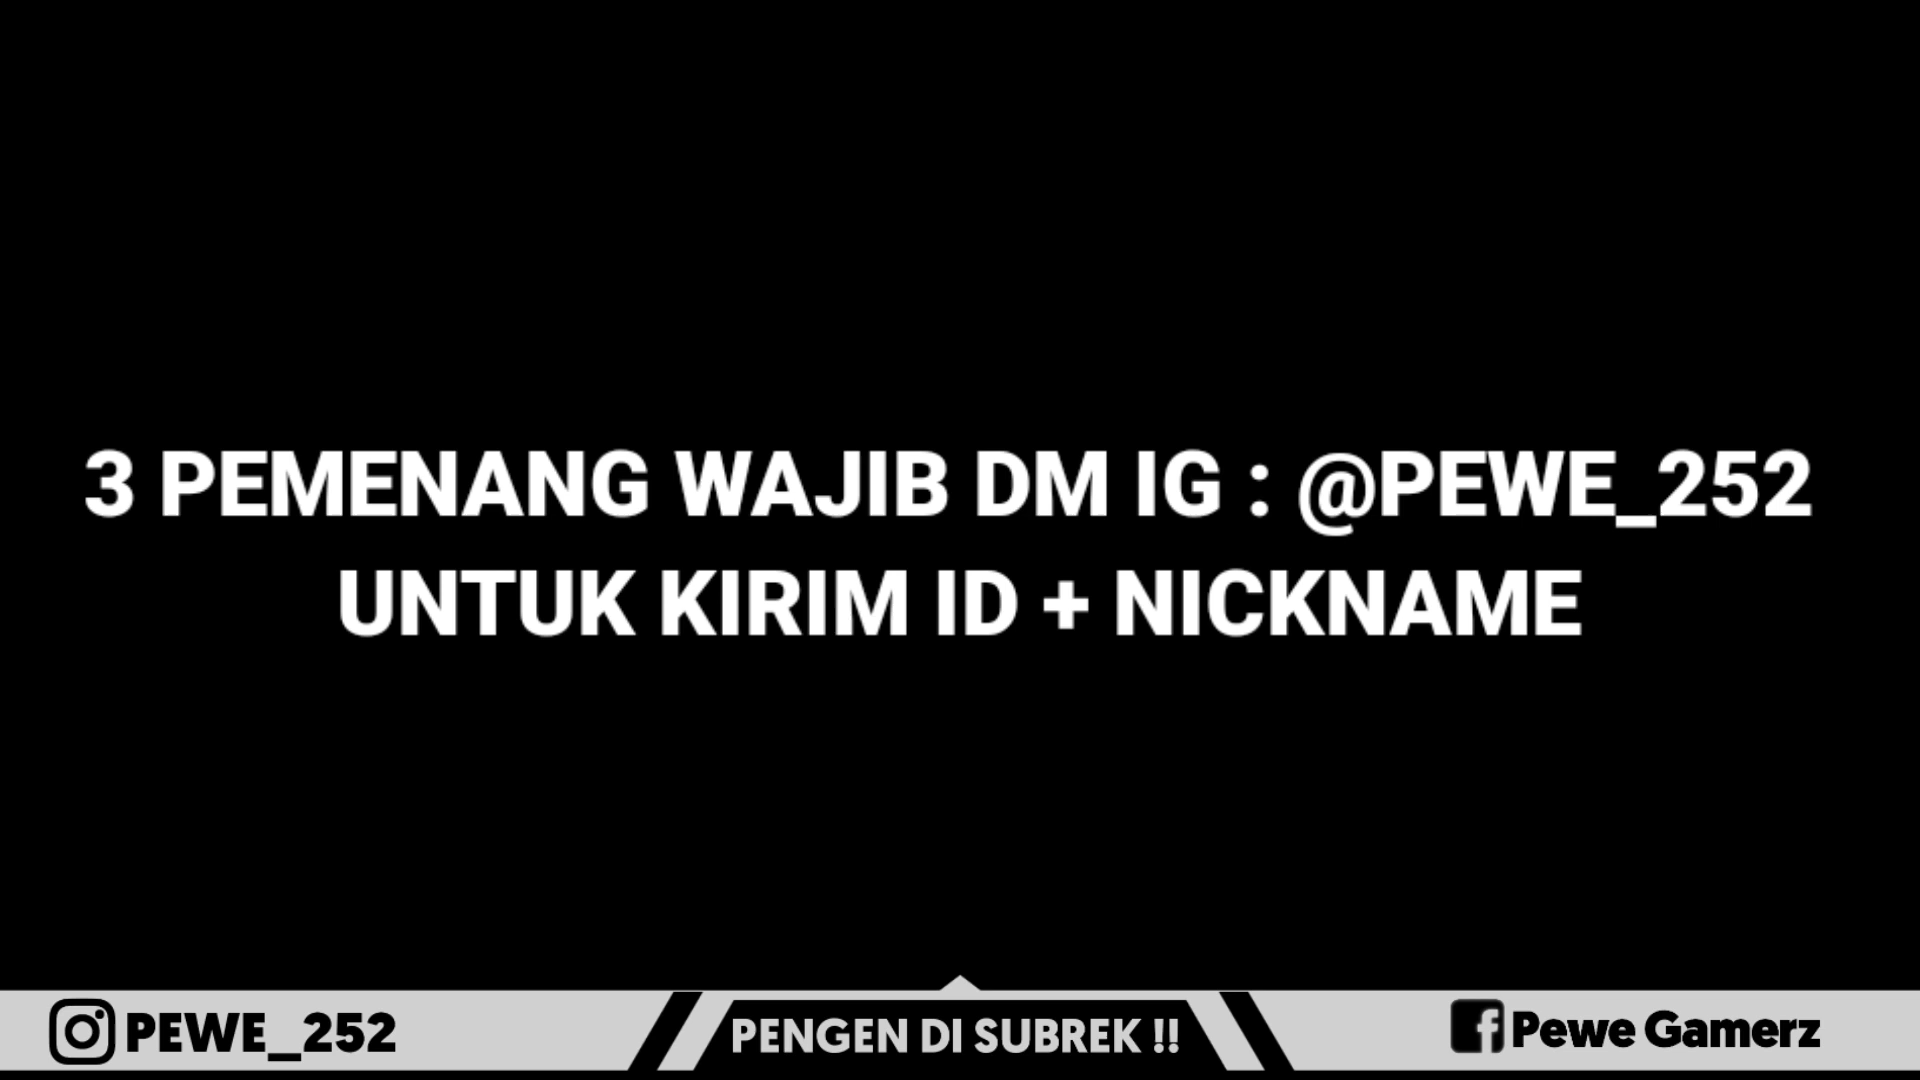 3 PEMENANG WAJIB DM IG : @PEWE_252
UNTUK KIRIM ID + NICKNAME
PEWE_252
PENGEN DI SUBREK !!
Pewe Gamerz